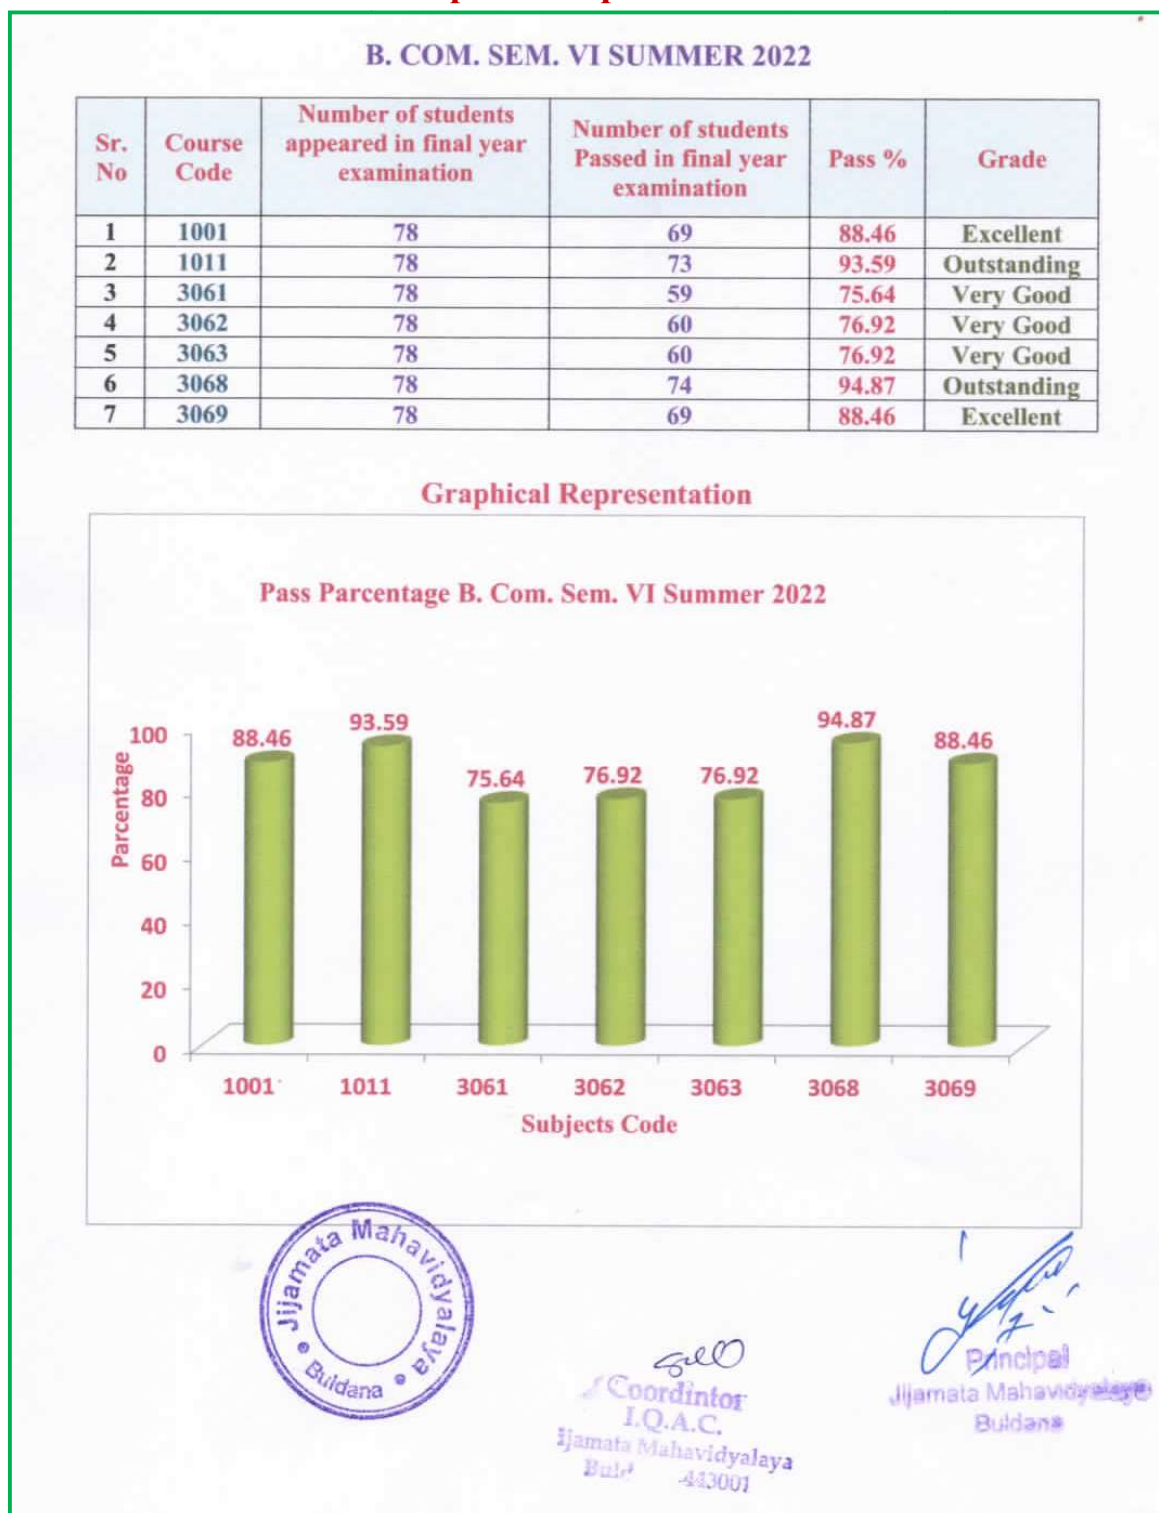 B. COM. SEM. VI SUMMER 2022
Sr. No Course Code Number of students appeared in final year examination Number of students Passed in final year examination Pass % Grade
1 1001 78 69 88.46 Excellent
2 1011 78 73 93.59 Outstanding
3 3061 78 59 75.64 Very Good
4 3062 78 60 76.92 Very Good
5 3063 78 60 76.92 Very Good
6 3068 78 74 94.87 Outstanding
7 3069 78 69 88.46 Excellent
Graphical Representation
Pass Parcentage B. Com. Sem. VI Summer 2022
88.46 93.59 75.64 76.92 76.92 94.87 88.46
Parcentage
100
80
60
40
20
0
1001 1011 3061 3062 3063 3068 3069
Subjects Code
Jijamata Mahavidyalaya
Buldana
Coordintor
I.Q.A.C.
ijamata Mahavidyalaya
443001
Principal
Jijamata Mahavidyalaya
Buldana